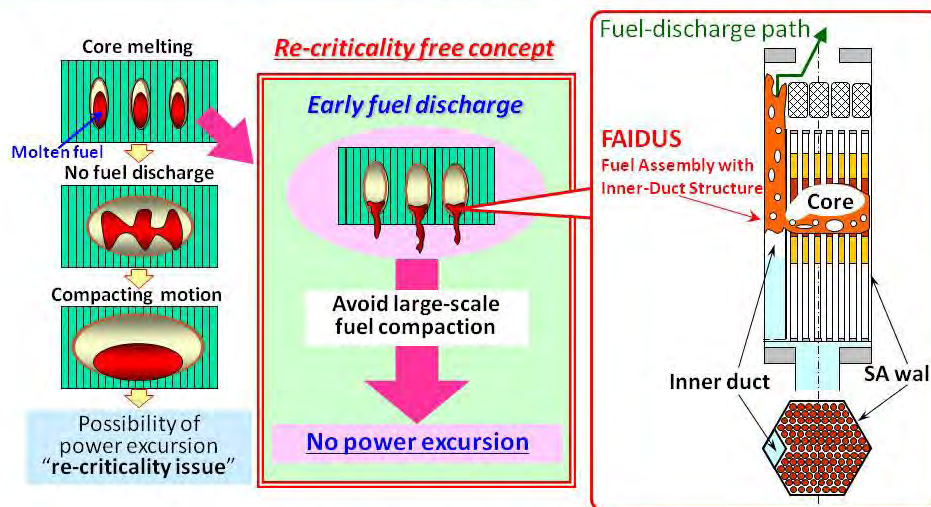 Core melting
Molten fuel
No fuel discharge
Compacting motion
Possibility of
power excursion
“re-criticality issue”
Re-criticality free concept
Early fuel discharge
Avoid large-scale
fuel compaction
No power excursion
Fuel-discharge path
FAIDUS
Fuel Assembly with
Inner-Duct Structure
Core
Inner duct
SA wal